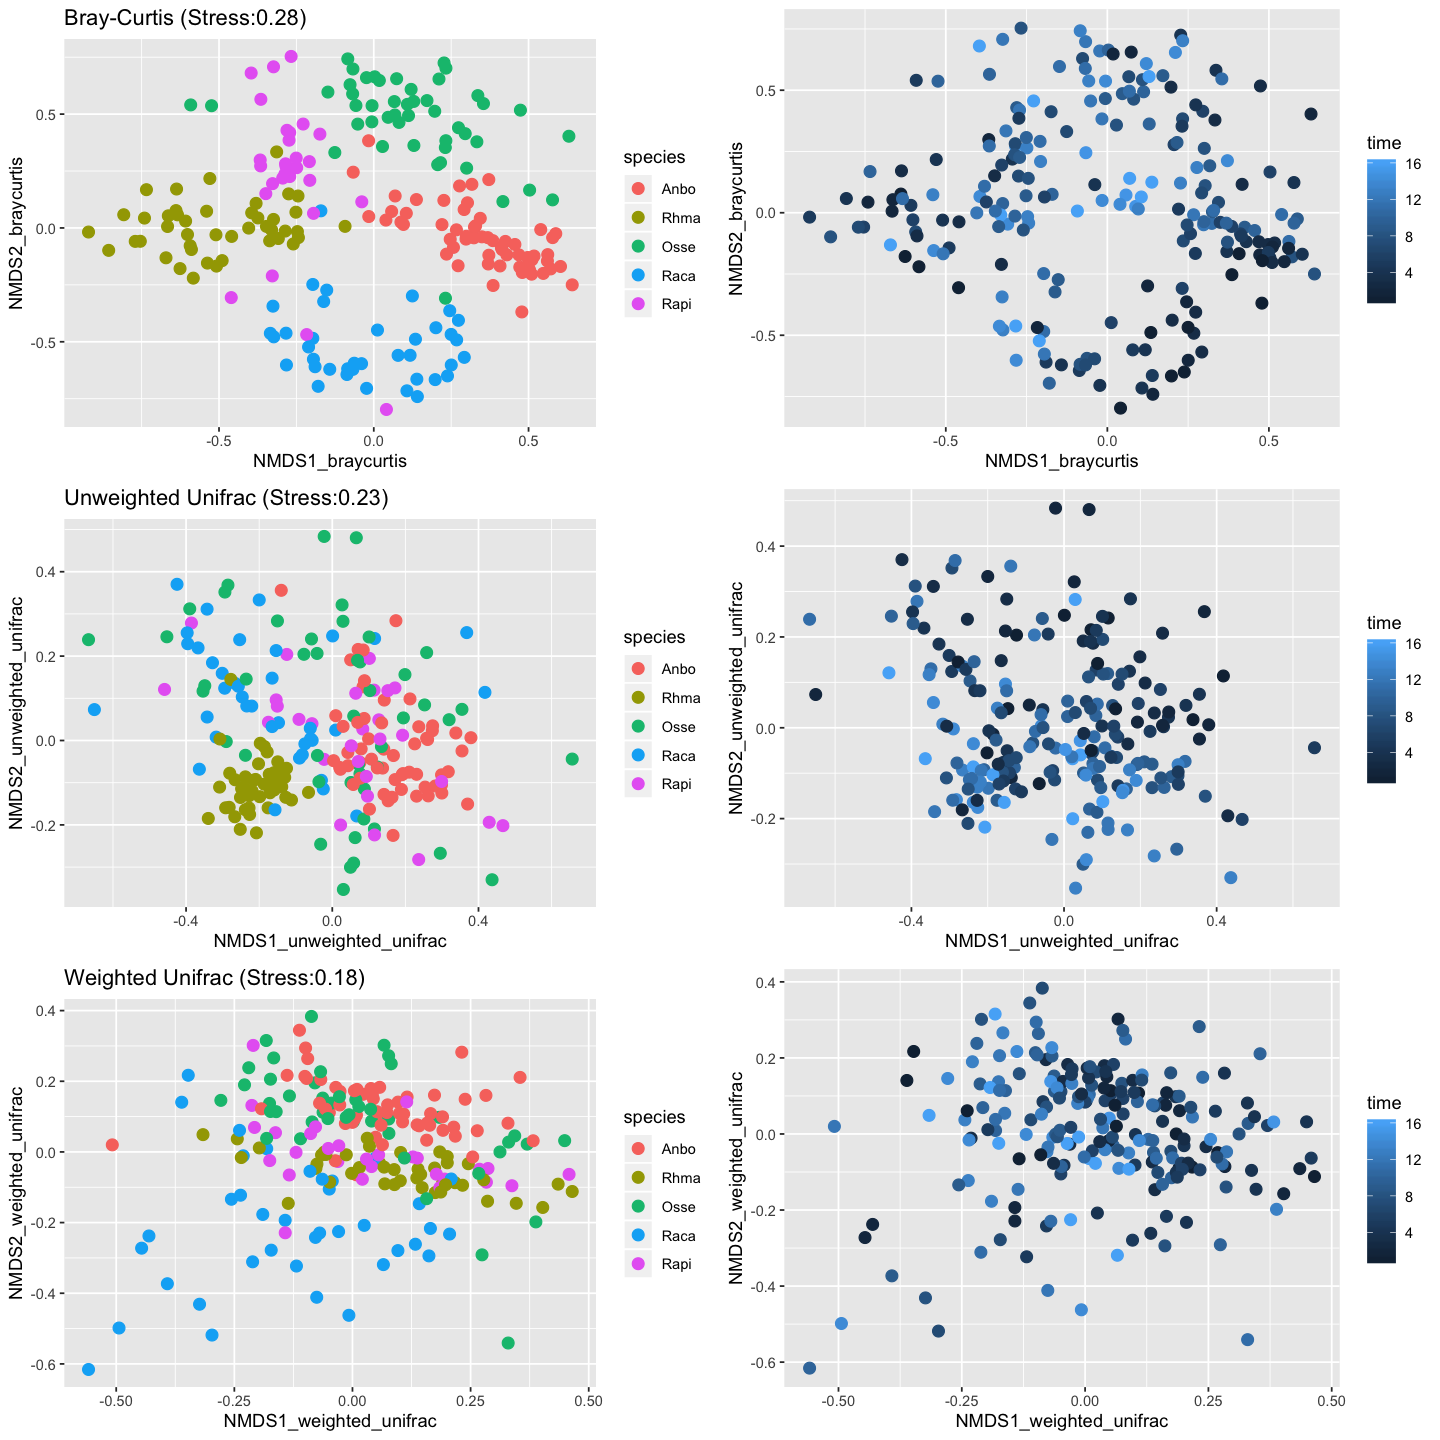 Bray-Curtis (Stress:0.28)
NMDS2_braycurtis
0.5
0.0
-0.5
-0.5
0.0
0.5
NMDS1_braycurtis
species
Anbo
Rhma
Osse
Raca
Rapi
NMDS2_braycurtis
0.5
0.0
-0.5
-0.5
0.0
0.5
NMDS1_braycurtis
time
16
12
8
4
Unweighted Unifrac (Stress:0.23)
NMDS2_unweighted_unifrac
0.4
0.2
0.0
-0.2
-0.4
0.0
0.4
NMDS1_unweighted_unifrac
species
Anbo
Rhma
Osse
Raca
Rapi
NMDS2_unweighted_unifrac
0.4
0.2
0.0
-0.2
-0.4
0.0
0.4
NMDS1_unweighted_unifrac
time
16
12
8
4
Weighted Unifrac (Stress:0.18)
NMDS2_weighted_unifrac
0.4
0.2
0.0
-0.2
-0.4
-0.6
-0.50
-0.25
0.00
0.25
0.50
NMDS1_weighted_unifrac
species
Anbo
Rhma
Osse
Raca
Rapi
NMDS2_weighted_unifrac
0.4
0.2
0.0
-0.2
-0.4
-0.6
-0.50
-0.25
0.00
0.25
0.50
NMDS1_weighted_unifrac
time
16
12
8
4